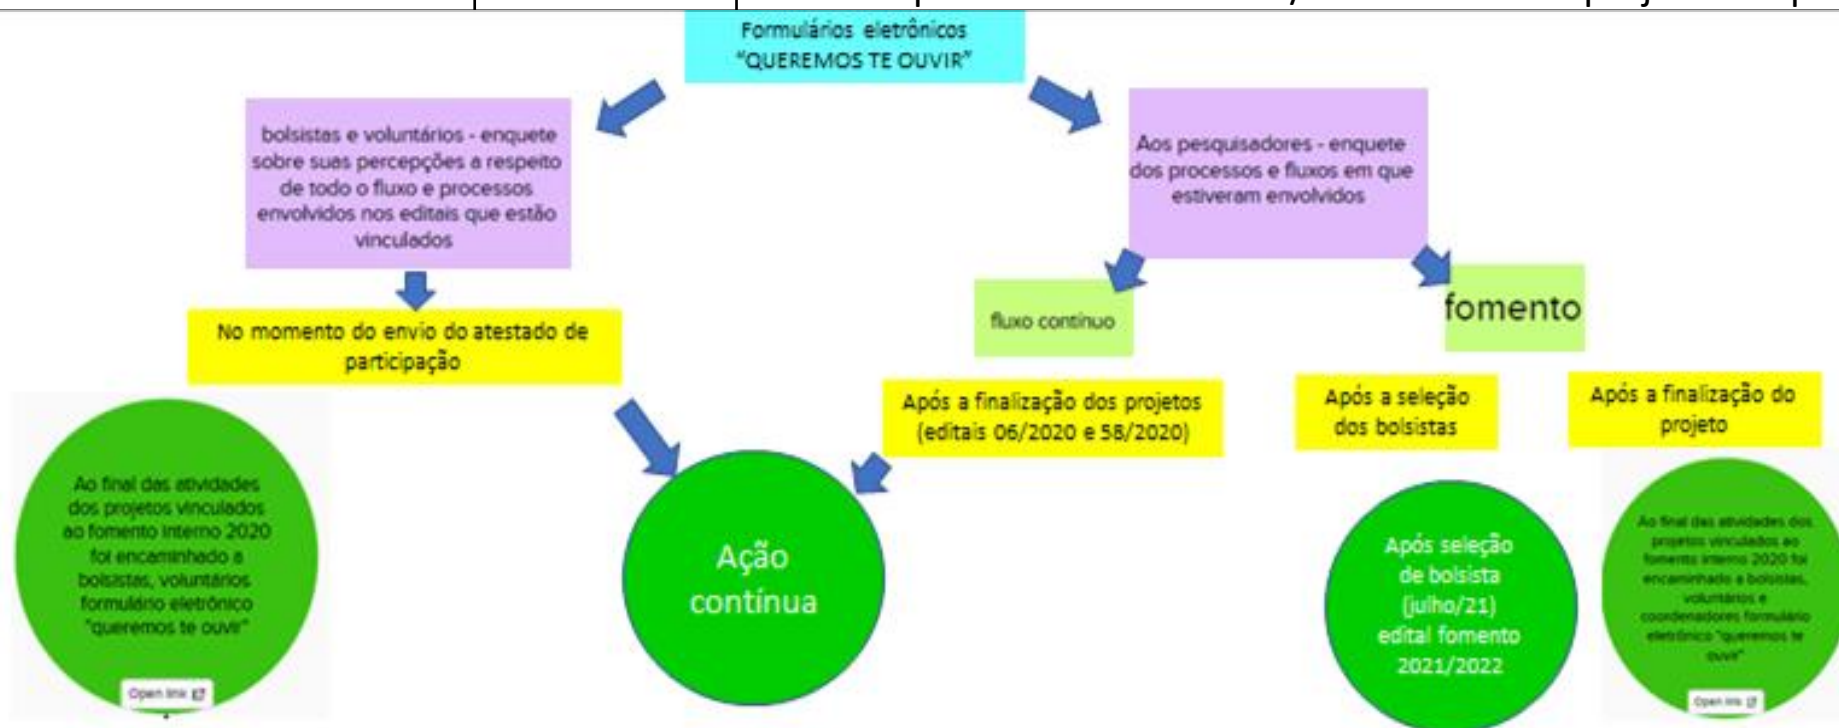 Formulários eletrônicos
"QUEREMOS TE OUVIR"
bolsistas e voluntários - enquete
sobre suas percepções a respeito
de todo o fluxo e processos
envolvidos nos editais que estão
vinculados
Aos pesquisadores - enquete
dos processos e fluxos em que
estiveram envolvidos
fluxo contínuo
fomento
No momento do envio do atestado de
participação
Após a finalização dos projetos
(editais 06/2020 e 58/2020)
Após a seleção
dos bolsistas
Após a finalização do
projeto
Ao final das atividades
dos projetos vinculados
ao fomento interno 2020
foi encaminhado a
bolsistas, voluntários
formulário eletrônico
"queremos te ouvir"
Open link
Ação
contínua
Após seleção
de bolsista
(julho/21)
edital fomento
2021/2022
Ao final das atividades dos
projetos vinculados ao
fomento interno 2020 foi
encaminhado a bolsistas,
voluntários e
coordenadores formulário
eletrônico "queremos te
ouvir"
Open link